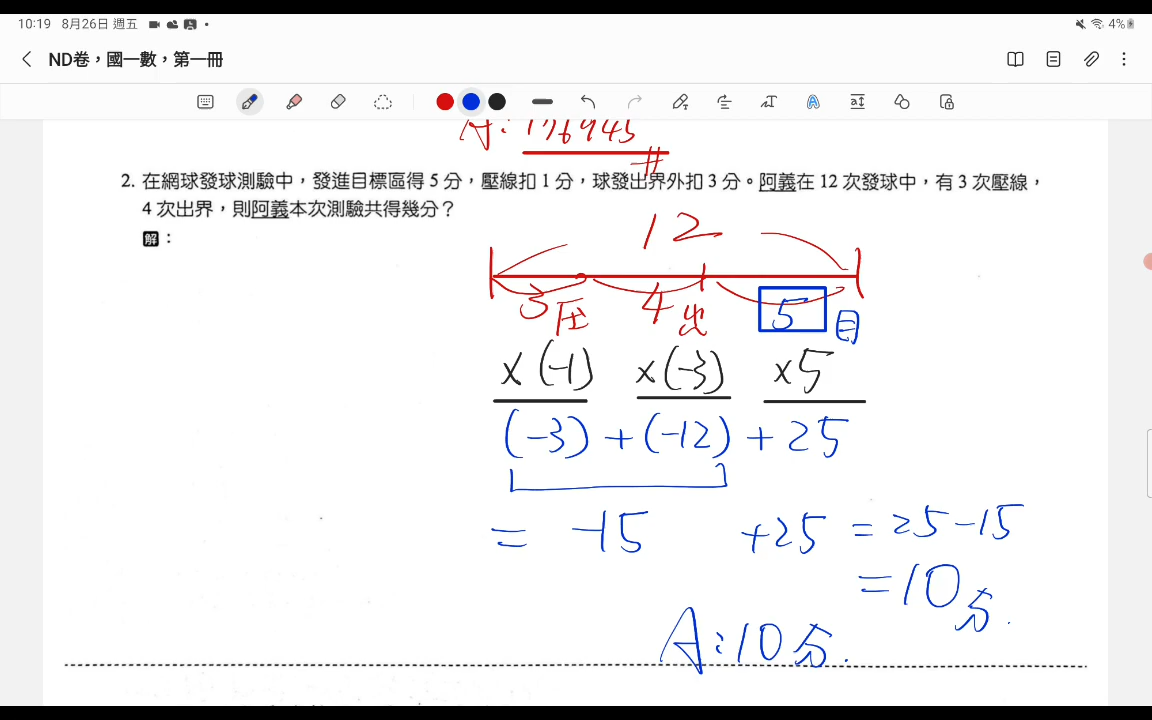 10:19 8月26日 週五
4%
ND卷，國一數，第一冊
A: 176945
#
2. 在網球發球測驗中，發進目標區得 5 分，壓線扣 1 分，球發出界外扣 3 分。阿義在 12 次發球中，有 3 次壓線，
4 次出界，則阿義本次測驗共得幾分？
解：
12
3压 4出 5 目
×(-1) ×(-3) ×5
(-3) + (-12) + 25
= -15 +25 = 25-15
=10分.
A:10分.